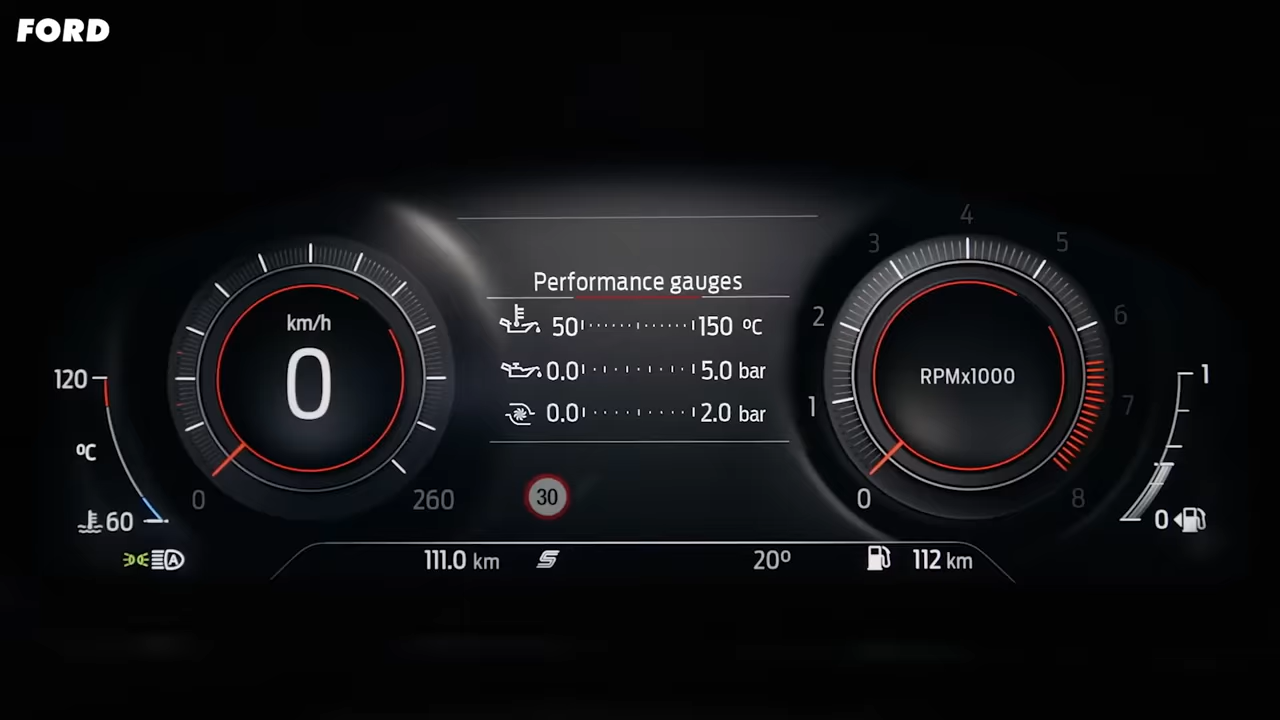 FORD
4
3
5
Performance gauges
2
km/h
50 150 ºC
6
0.0 5.0 bar
1
120
0
RPMx1000
0.0 2.0 bar
1
7
ºC
0
260
30
0
8
60
0
A
111.0 km
S
20º
112 km